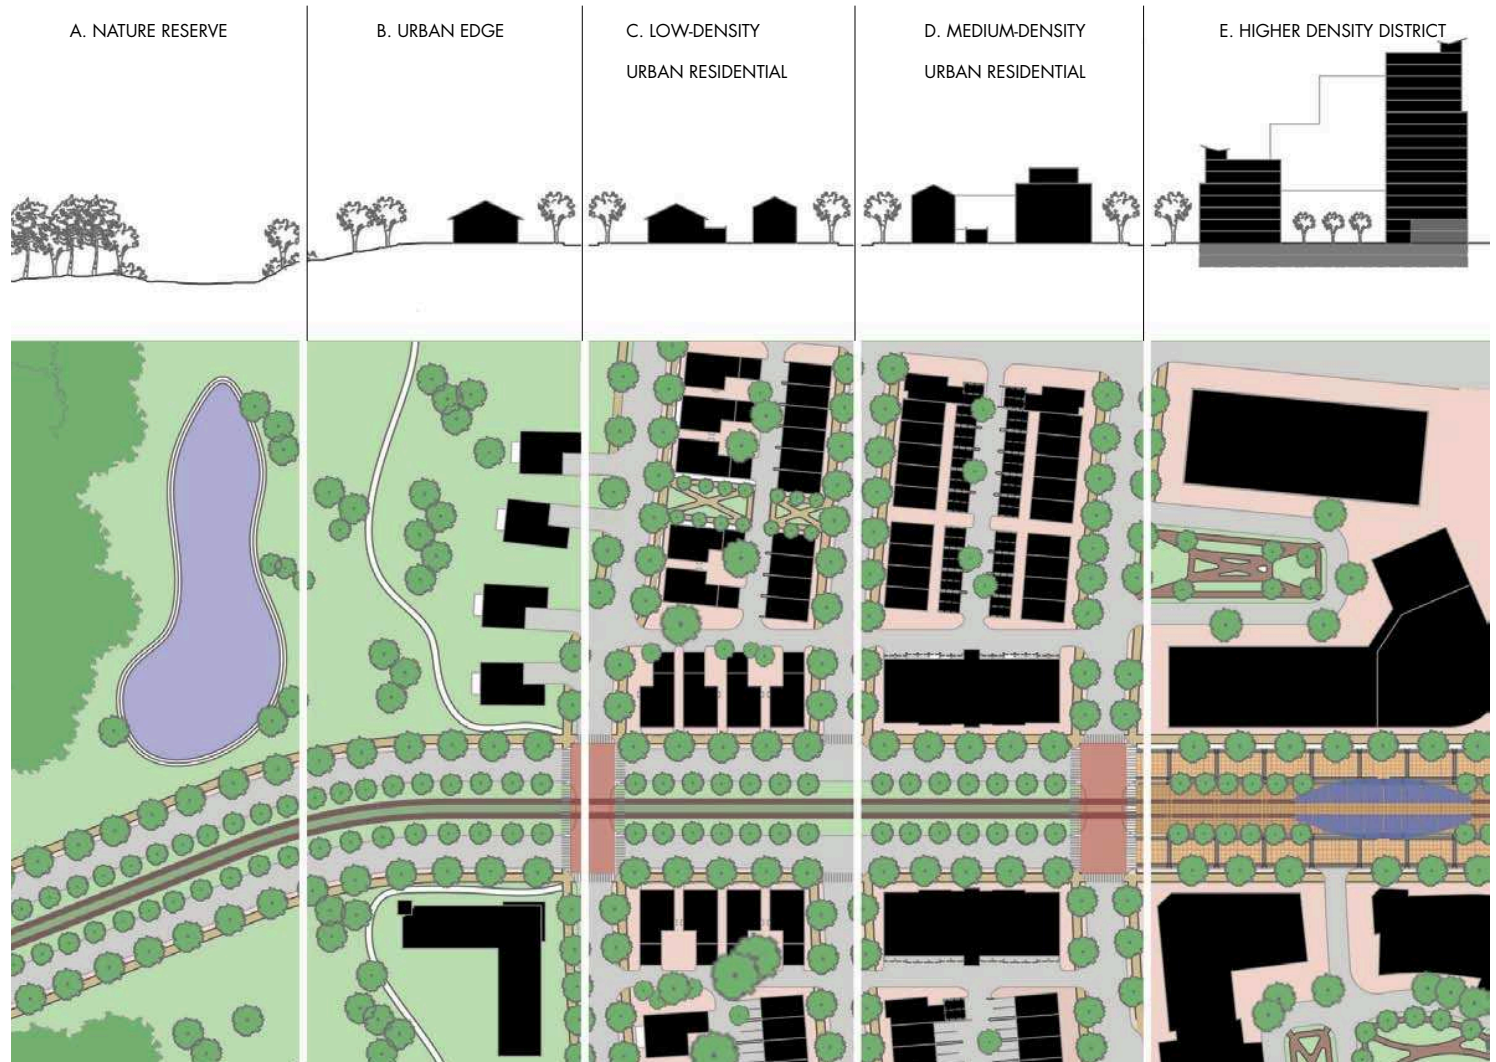 A. NATURE RESERVE
B. URBAN EDGE
C. LOW-DENSITY
URBAN RESIDENTIAL
D. MEDIUM-DENSITY
URBAN RESIDENTIAL
E. HIGHER DENSITY DISTRICT